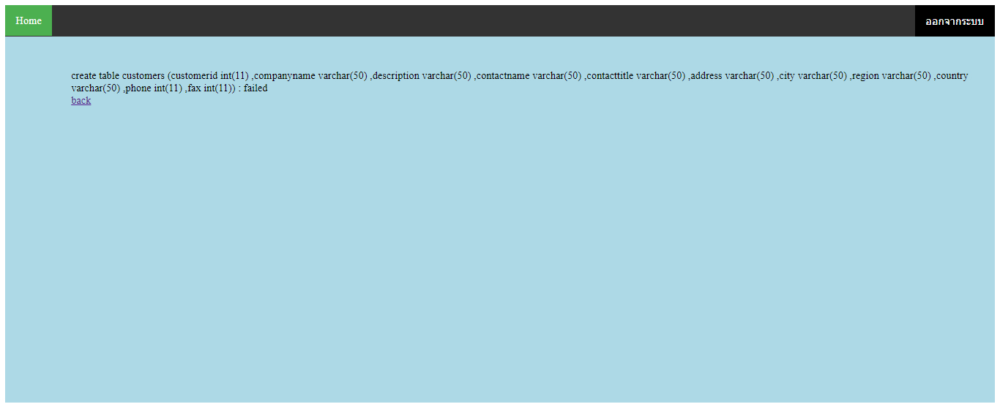 Home
ออกจากระบบ
create table customers (customerid int(11) ,companyname varchar(50) ,description varchar(50) ,contactname varchar(50) ,contacttitle varchar(50) ,address varchar(50) ,city varchar(50) ,region varchar(50) ,country
varchar(50) ,phone int(11) ,fax int(11)) : failed
back